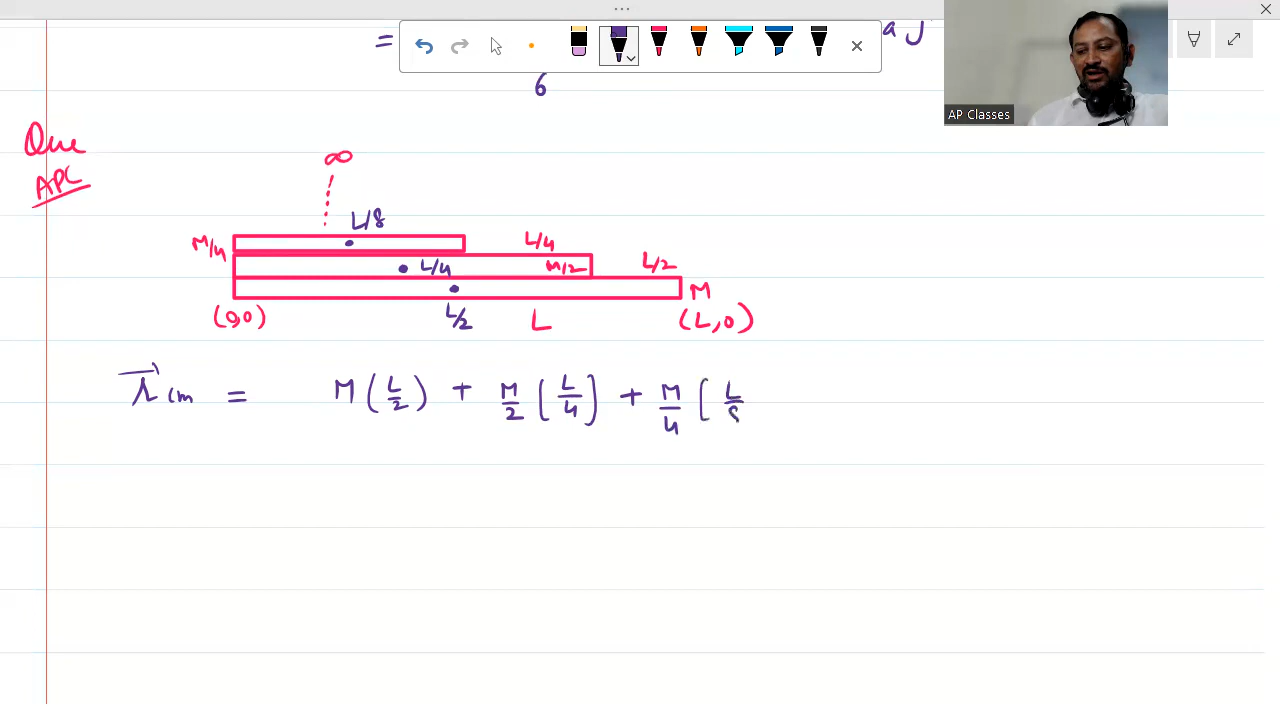 = a J
6
AP Classes
Que
APC
∞
L/8
M/4 L/4
L/4 M/2 L/2
M
(0,0) L/2 L (L,0)
r⃗ cm = M(L/2) + M/2 [L/4] + M/4 [L/8